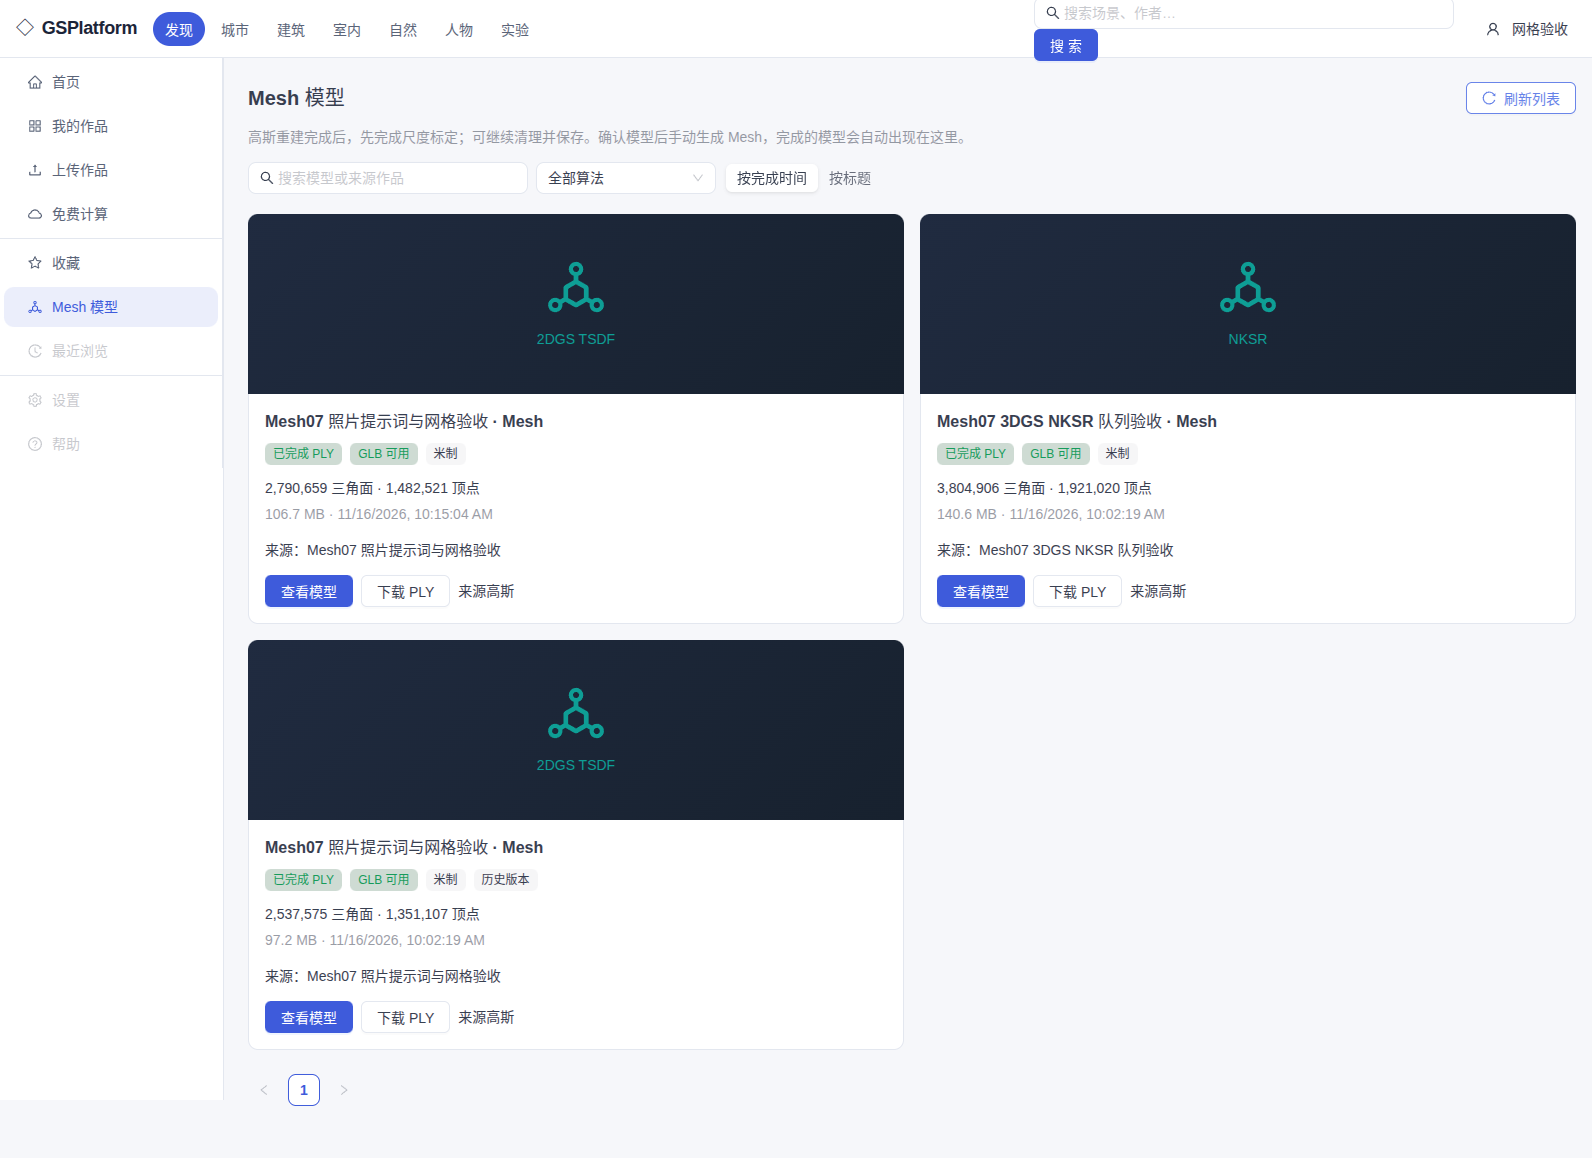 GSPlatform 发现 城市 建筑 室内 自然 人物 实验
搜索场景、作者…
搜 索
网格验收
首页
我的作品
上传作品
免费计算
收藏
Mesh 模型
最近浏览
设置
帮助
Mesh 模型
刷新列表
高斯重建完成后，先完成尺度标定；可继续清理并保存。确认模型后手动生成 Mesh，完成的模型会自动出现在这里。
搜索模型或来源作品 全部算法 按完成时间 按标题
2DGS TSDF
Mesh07 照片提示词与网格验收 · Mesh
已完成 PLY GLB 可用 米制
2,790,659 三角面 · 1,482,521 顶点
106.7 MB · 11/16/2026, 10:15:04 AM
来源：Mesh07 照片提示词与网格验收
查看模型 下载 PLY 来源高斯
NKSR
Mesh07 3DGS NKSR 队列验收 · Mesh
已完成 PLY GLB 可用 米制
3,804,906 三角面 · 1,921,020 顶点
140.6 MB · 11/16/2026, 10:02:19 AM
来源：Mesh07 3DGS NKSR 队列验收
查看模型 下载 PLY 来源高斯
2DGS TSDF
Mesh07 照片提示词与网格验收 · Mesh
已完成 PLY GLB 可用 米制 历史版本
2,537,575 三角面 · 1,351,107 顶点
97.2 MB · 11/16/2026, 10:02:19 AM
来源：Mesh07 照片提示词与网格验收
查看模型 下载 PLY 来源高斯
1